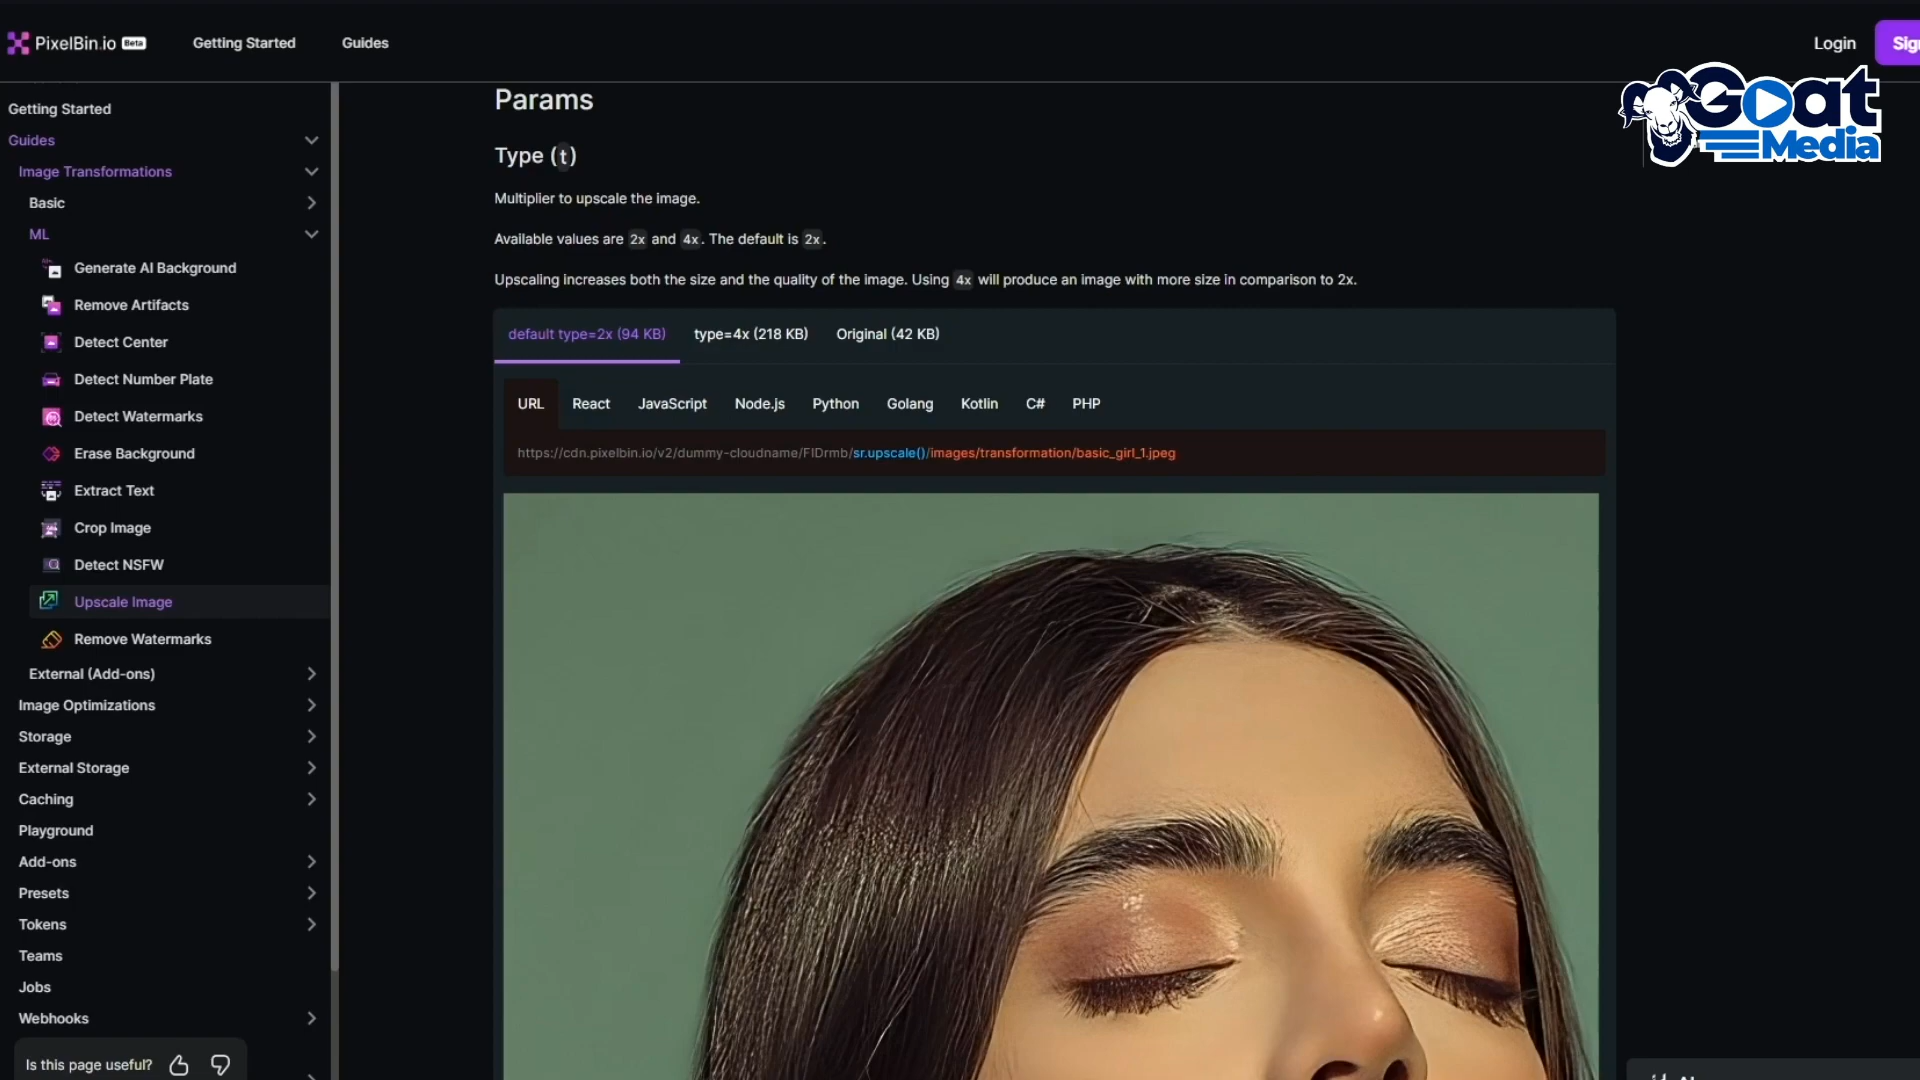 PixelBin.io Beta
Getting Started
Guides
Login
Goat
Media
Getting Started
Guides
Image Transformations
Basic
ML
Generate AI Background
Remove Artifacts
Detect Center
Detect Number Plate
Detect Watermarks
Erase Background
Extract Text
Crop Image
Detect NSFW
Upscale Image
Remove Watermarks
External (Add-ons)
Image Optimizations
Storage
External Storage
Caching
Playground
Add-ons
Presets
Tokens
Teams
Jobs
Webhooks
Is this page useful?
Params
Type (t)
Multiplier to upscale the image.
Available values are 2x and 4x. The default is 2x.
Upscaling increases both the size and the quality of the image. Using 4x will produce an image with more size in comparison to 2x.
default type=2x (94 KB) type=4x (218 KB) Original (42 KB)
URL React JavaScript Node.js Python Golang Kotlin C# PHP
https://cdn.pixelbin.io/v2/dummy-cloudname/FIDrmb/sr.upscale()/images/transformation/basic_girl_1.jpeg